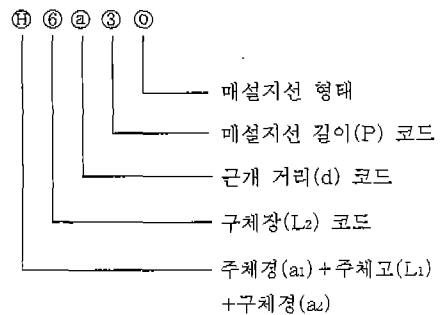 Ⓗ ⑥ ⓐ ③ ⓞ
매설지선 형태
매설지선 길이(P) 코드
근개 거리(d) 코드
구체장(L₂) 코드
주체경(a₁)+주체고(L₁)
+구체경(a₂)